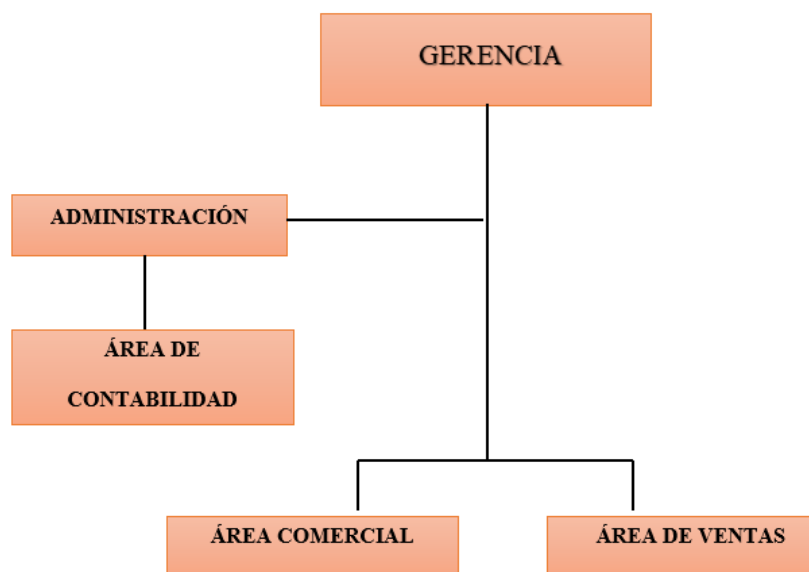 GERENCIA
ADMINISTRACIÓN
ÁREA DE
CONTABILIDAD
ÁREA COMERCIAL
ÁREA DE VENTAS